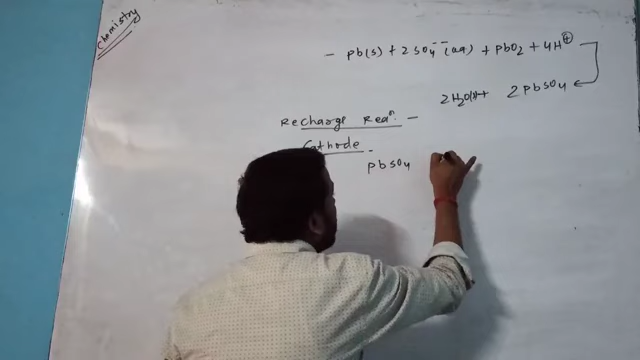 Chemistry
- Pb(s) + 2SO4-- (aq) + PbO2 + 4H+
2H2O(l)+ 2PbSO4
Recharge Rean. -
Cathode -
PbSO4